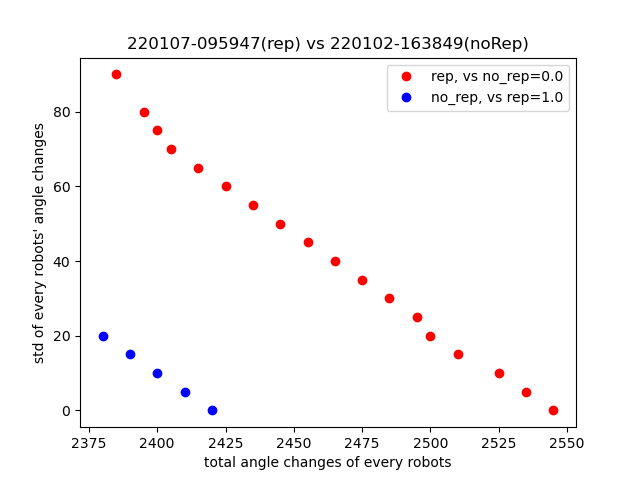 220107-095947(rep) vs 220102-163849(noRep)
rep, vs no_rep=0.0
no_rep, vs rep=1.0
std of every robots' angle changes
80
60
40
20
0
2375 2400 2425 2450 2475 2500 2525 2550
total angle changes of every robots